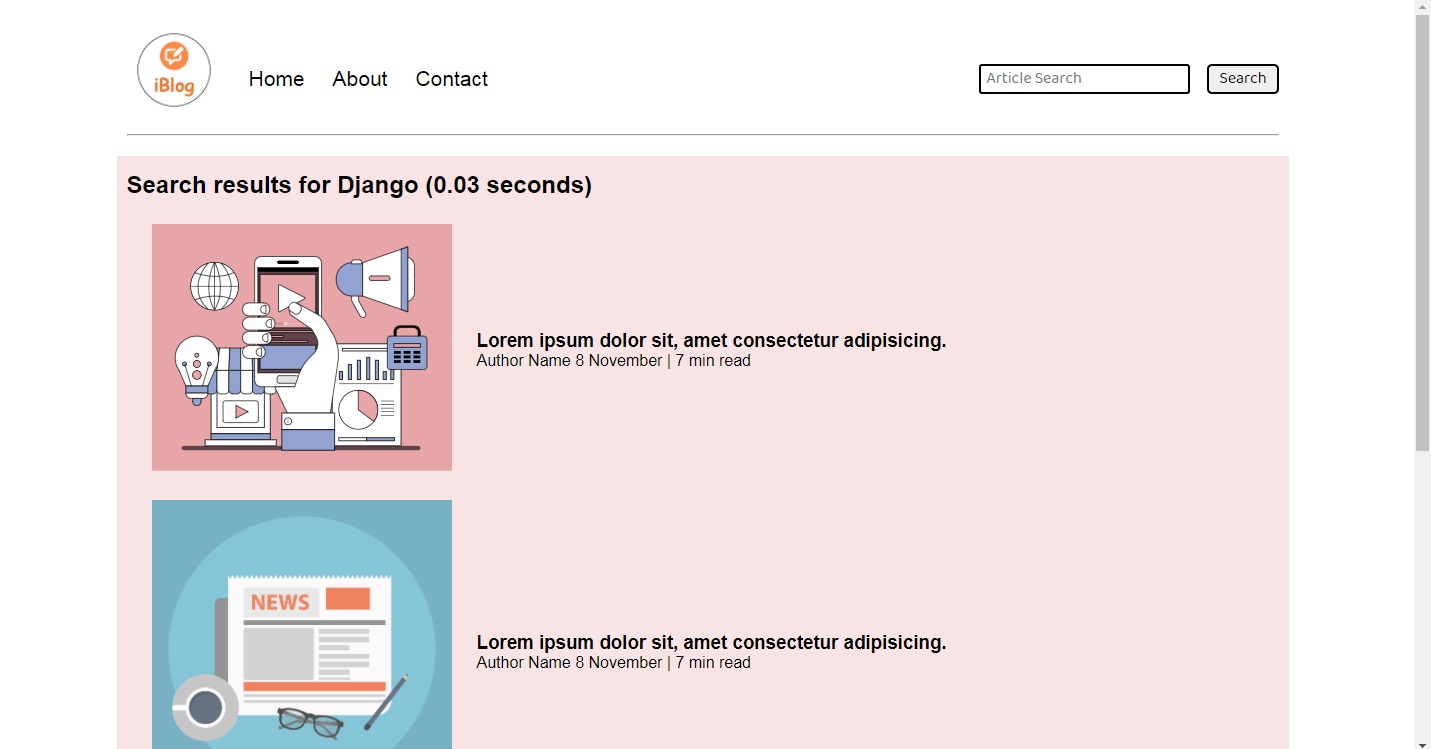 iBlog
Home About Contact
Article Search Search
Search results for Django (0.03 seconds)
Lorem ipsum dolor sit, amet consectetur adipisicing.
Author Name 8 November | 7 min read
NEWS
Lorem ipsum dolor sit, amet consectetur adipisicing.
Author Name 8 November | 7 min read